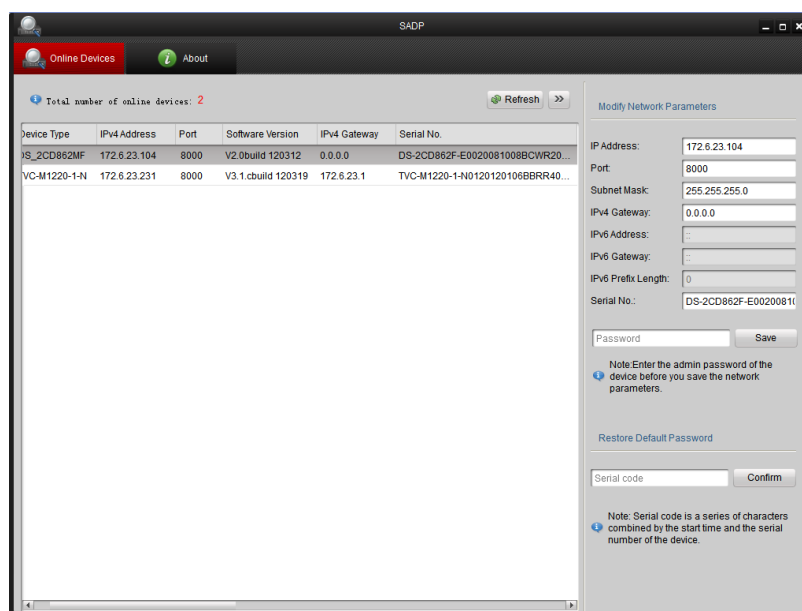 SADP
Online Devices
About
Total number of online devices: 2
Refresh
Device Type IPv4 Address Port Software Version IPv4 Gateway Serial No.
DS_2CD862MF 172.6.23.104 8000 V2.0build 120312 0.0.0.0 DS-2CD862F-E0020081008BCWR20...
VC-M1220-1-N 172.6.23.231 8000 V3.1.cbuild 120319 172.6.23.1 TVC-M1220-1-N0120120106BBRR40...
Modify Network Parameters
IP Address: 172.6.23.104
Port: 8000
Subnet Mask: 255.255.255.0
IPv4 Gateway: 0.0.0.0
IPv6 Address: ::
IPv6 Gateway: ::
IPv6 Prefix Length: 0
Serial No.: DS-2CD862F-E0020081(
Password
Save
Note:Enter the admin password of the
device before you save the network
parameters.
Restore Default Password
Serial code
Confirm
Note: Serial code is a series of characters
combined by the start time and the serial
number of the device.